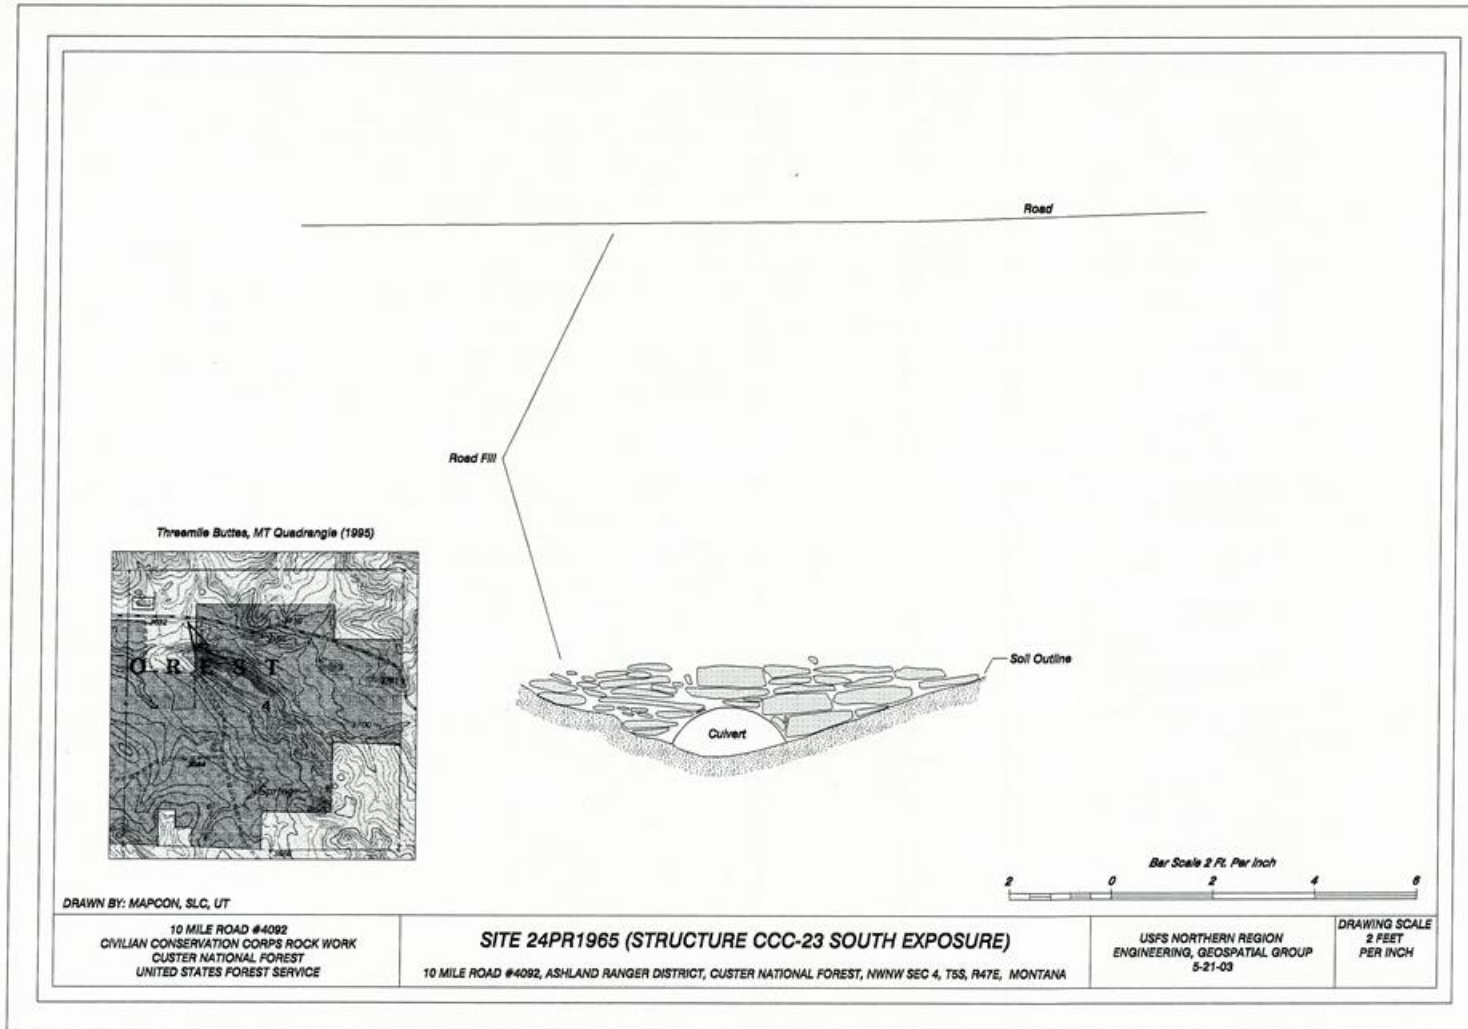 Road
Road Fill
Threemile Buttes, MT Quadrangle (1995)
O R E S T
4
3700
Spring
Soil Outline
Culvert
Bar Scale 2 Ft. Per Inch
2 0 2 4 6
DRAWN BY: MAPCON, SLC, UT
10 MILE ROAD #4092
CIVILIAN CONSERVATION CORPS ROCK WORK
CUSTER NATIONAL FOREST
UNITED STATES FOREST SERVICE
SITE 24PR1965 (STRUCTURE CCC-23 SOUTH EXPOSURE)
10 MILE ROAD #4092, ASHLAND RANGER DISTRICT, CUSTER NATIONAL FOREST, NWNW SEC 4, T5S, R47E, MONTANA
USFS NORTHERN REGION
ENGINEERING, GEOSPATIAL GROUP
5-21-03
DRAWING SCALE
2 FEET
PER INCH